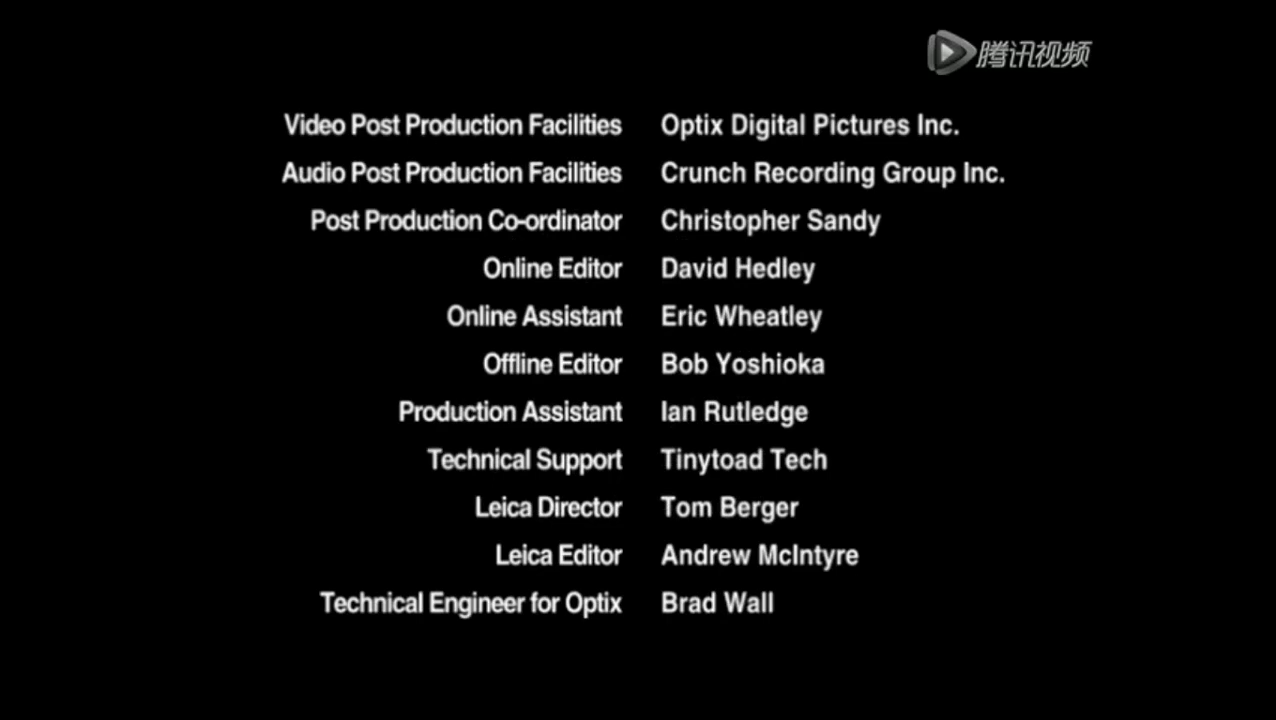 腾讯视频
Video Post Production Facilities Optix Digital Pictures Inc.
Audio Post Production Facilities Crunch Recording Group Inc.
Post Production Co-ordinator Christopher Sandy
Online Editor David Hedley
Online Assistant Eric Wheatley
Offline Editor Bob Yoshioka
Production Assistant Ian Rutledge
Technical Support Tinytoad Tech
Leica Director Tom Berger
Leica Editor Andrew McIntyre
Technical Engineer for Optix Brad Wall